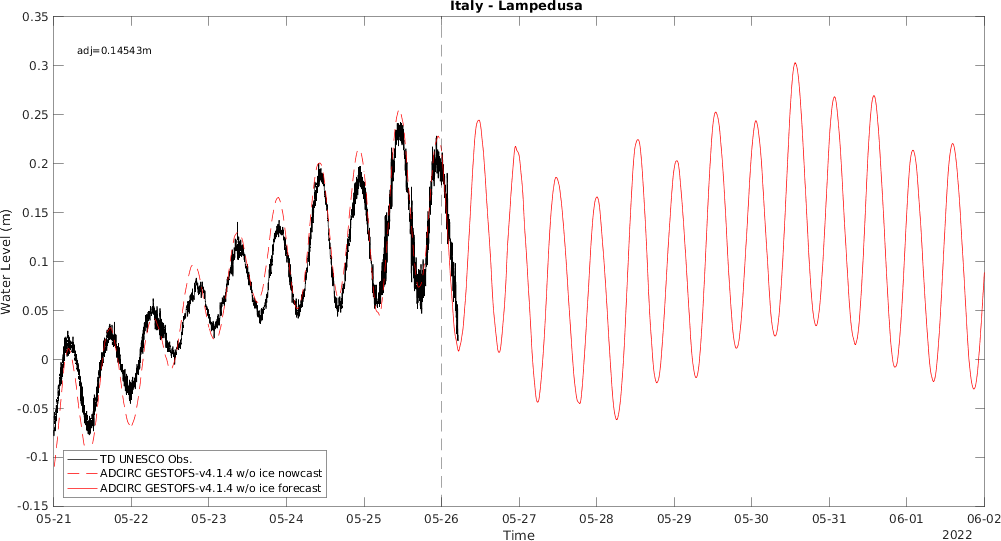 Italy - Lampedusa
adj=0.14543m
0.35
0.3
0.25
0.2
0.15
0.1
0.05
0
-0.05
-0.1
-0.15
Water Level (m)
TD UNESCO Obs.
ADCIRC GESTOFS-v4.1.4 w/o ice nowcast
ADCIRC GESTOFS-v4.1.4 w/o ice forecast
05-21 05-22 05-23 05-24 05-25 05-26 05-27 05-28 05-29 05-30 05-31 06-01 06-02
Time
2022